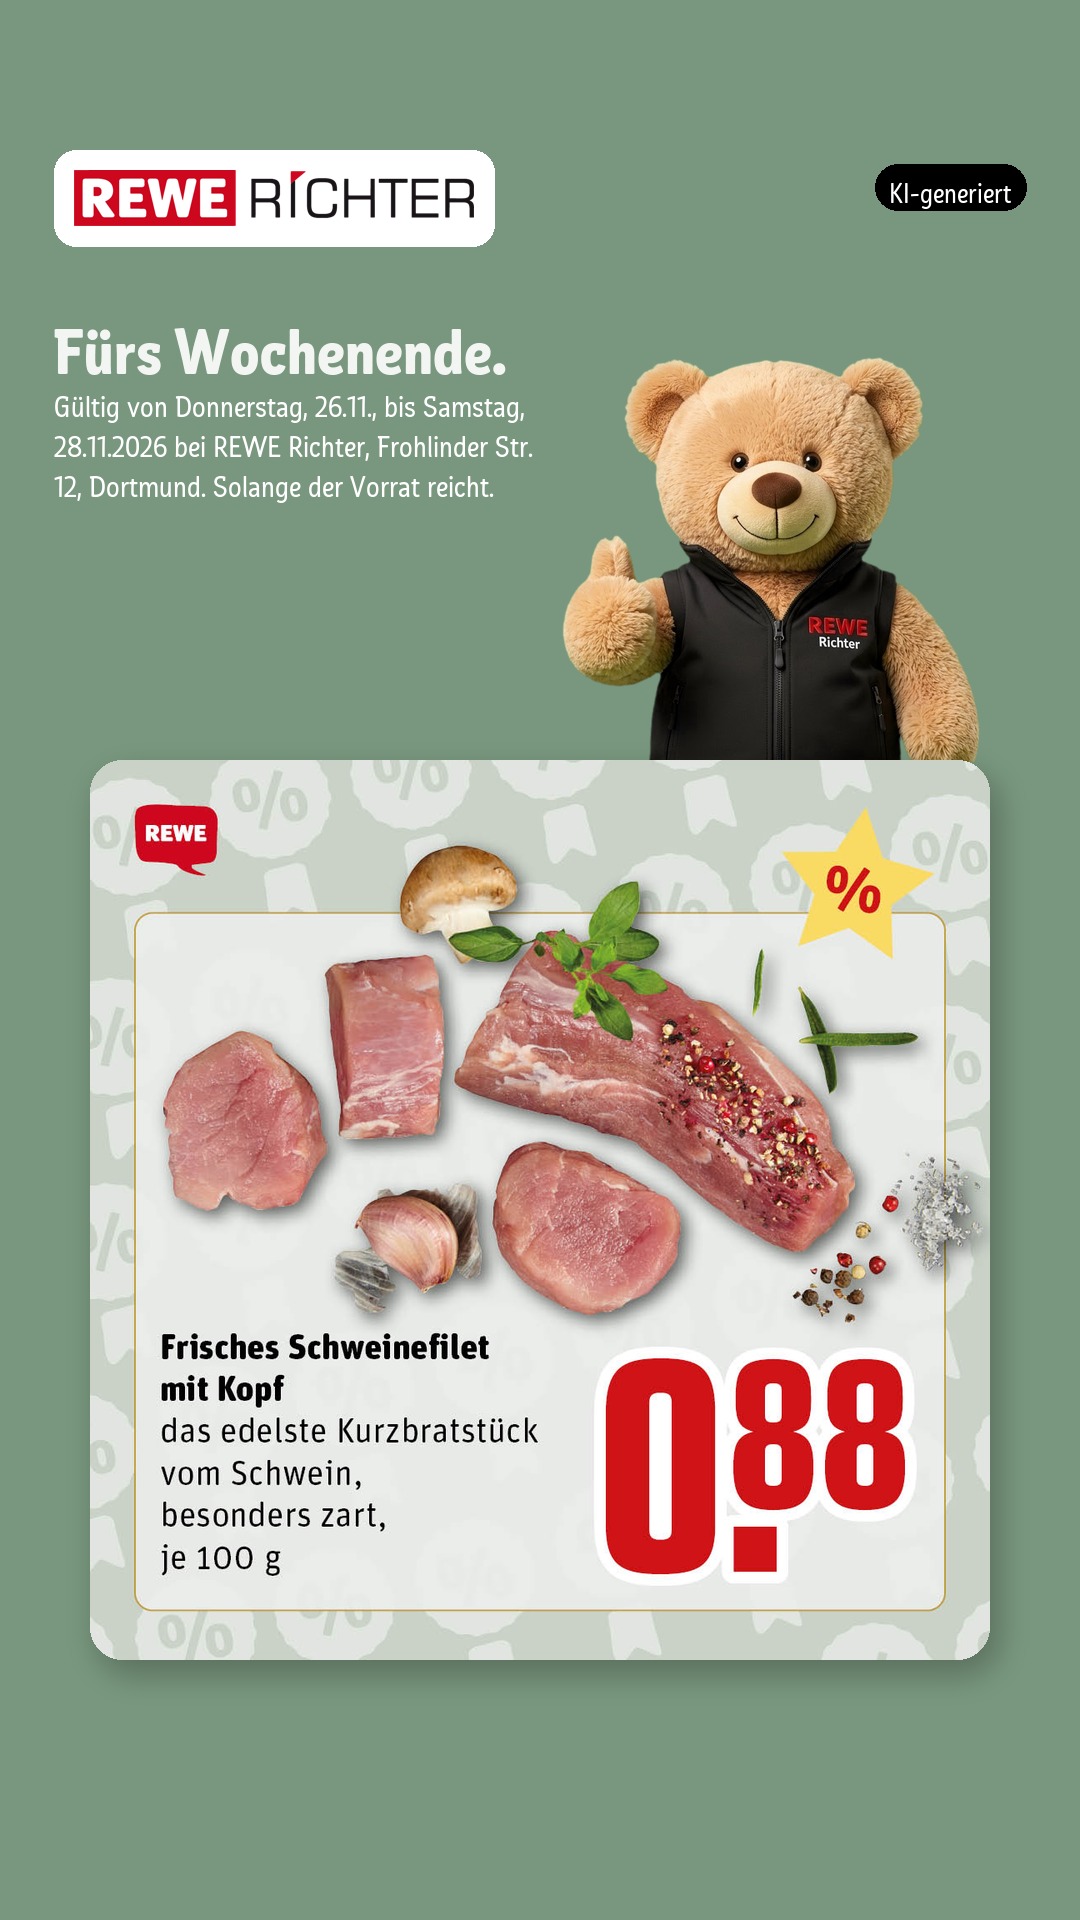 REWE RICHTER
KI-generiert
Fürs Wochenende.
Gültig von Donnerstag, 26.11., bis Samstag,
28.11.2026 bei REWE Richter, Frohlinder Str.
12, Dortmund. Solange der Vorrat reicht.
REWE
Richter
REWE
%
Frisches Schweinefilet
mit Kopf
das edelste Kurzbratstück
vom Schwein,
besonders zart,
je 100 g
0.88